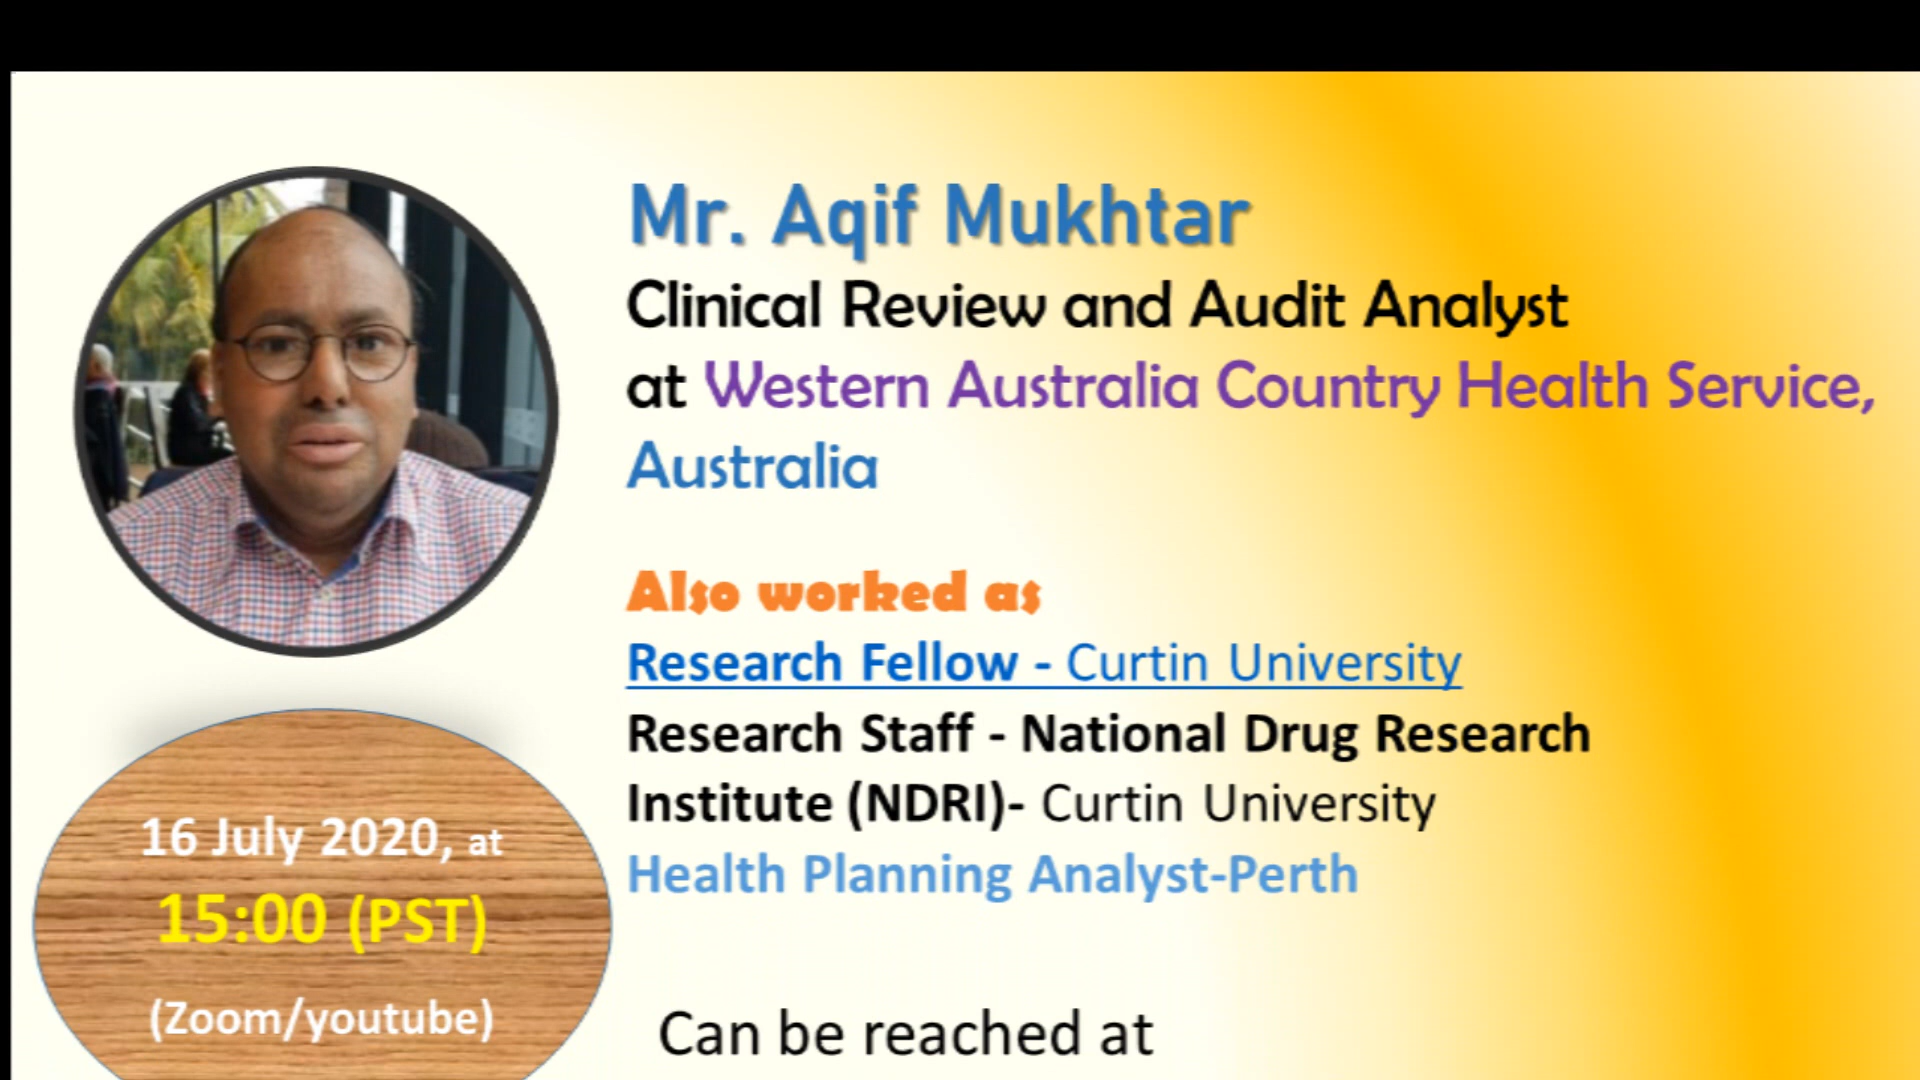 Mr. Aqif Mukhtar
Clinical Review and Audit Analyst
at Western Australia Country Health Service,
Australia
Also worked as
Research Fellow - Curtin University
Research Staff - National Drug Research
Institute (NDRI)- Curtin University
Health Planning Analyst-Perth
Can be reached at
16 July 2020, at
15:00 (PST)
(Zoom/youtube)